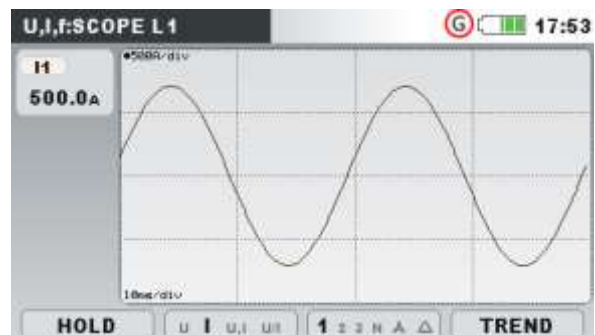 U,I,f:SCOPE L1 G 17:53
I1
500.0A
500A/div
10ms/div
HOLD U I U,I U/I 1 2 3 N Δ TREND